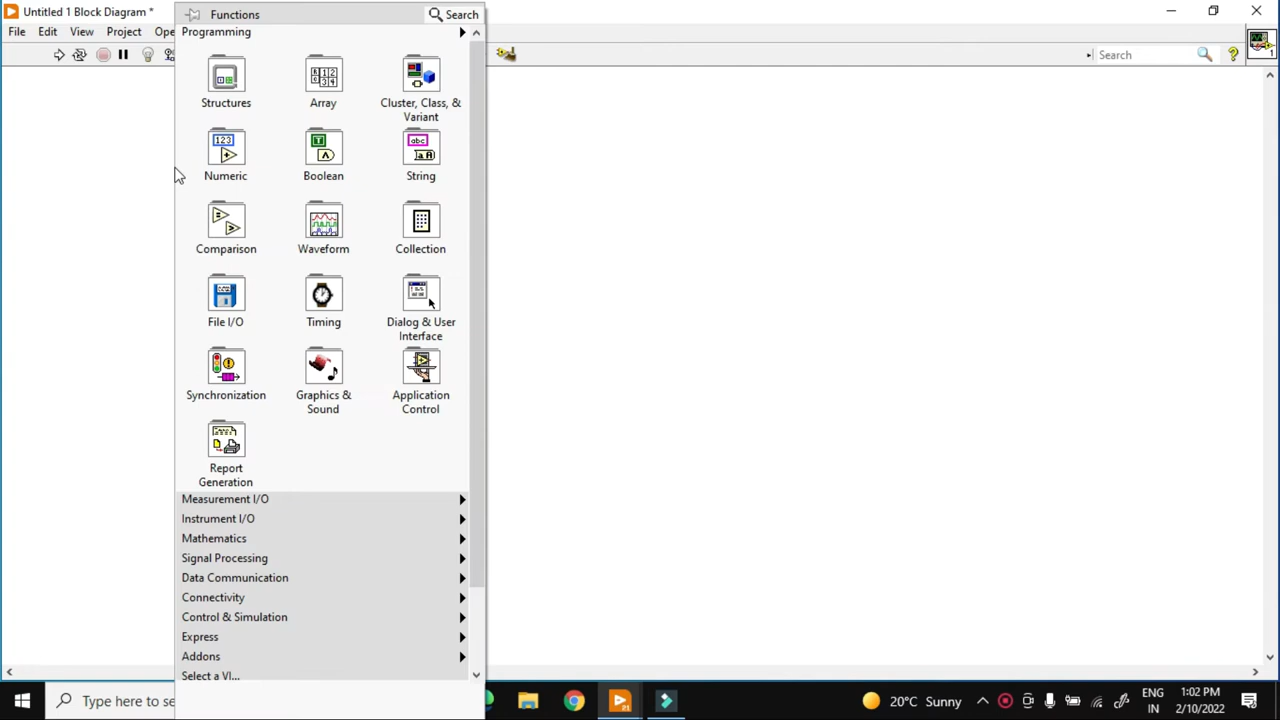 Untitled 1 Block Diagram *
File Edit View Project Ope
Search
1
Functions
Search
Programming
Structures
Array
Cluster, Class, &
Variant
Numeric
Boolean
String
Comparison
Waveform
Collection
File I/O
Timing
Dialog & User
Interface
Synchronization
Graphics &
Sound
Application
Control
Report
Generation
Measurement I/O
Instrument I/O
Mathematics
Signal Processing
Data Communication
Connectivity
Control & Simulation
Express
Addons
Select a VI...
Type here to se
20°C Sunny
ENG
IN
1:02 PM
2/10/2022